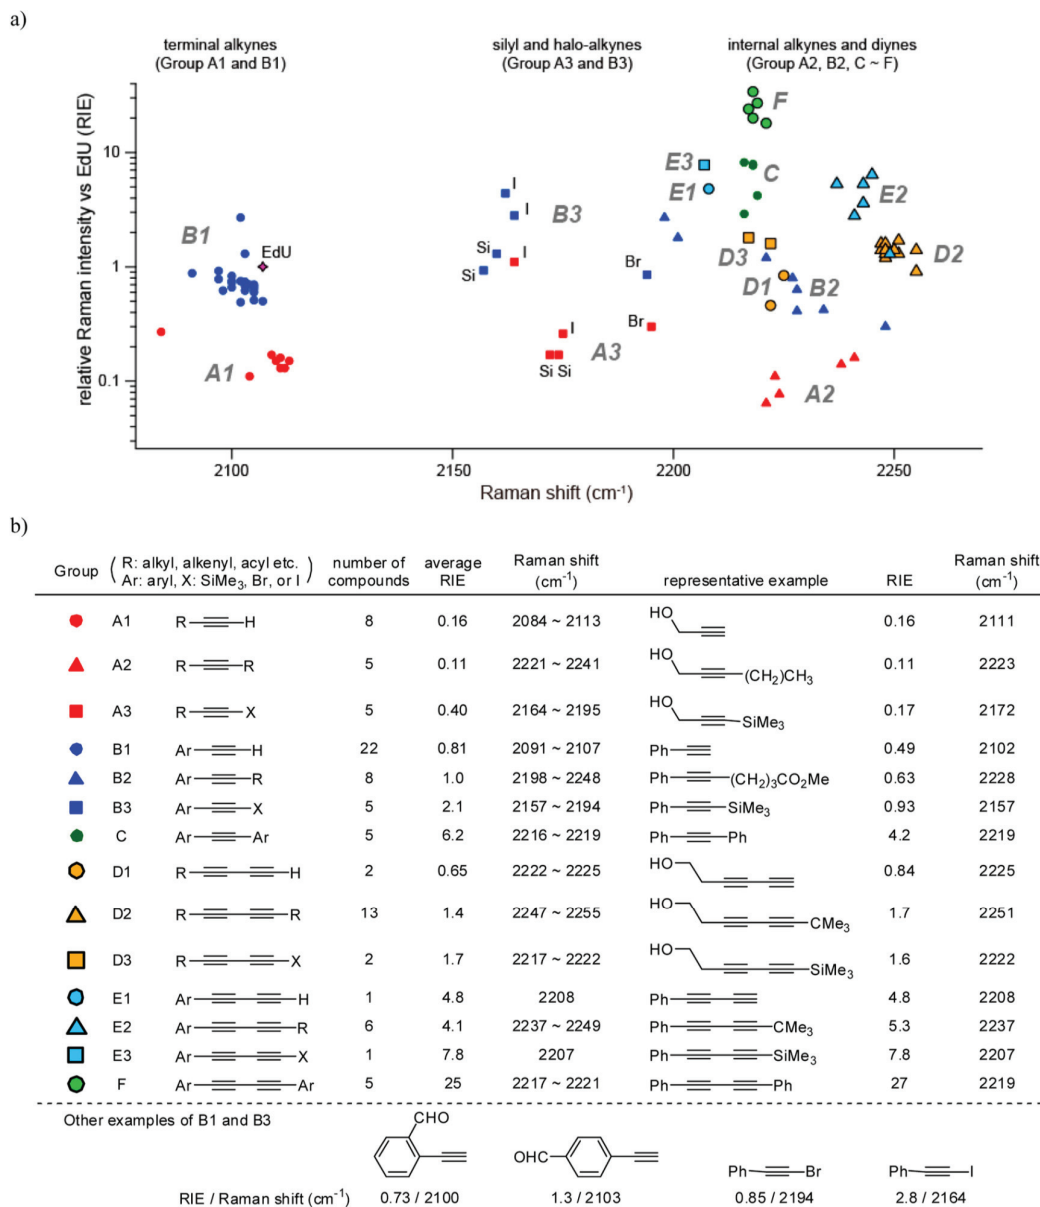 a)
terminal alkynes
(Group A1 and B1)
silyl and halo-alkynes
(Group A3 and B3)
internal alkynes and diynes
(Group A2, B2, C ~ F)
relative Raman intensity vs EdU (RIE)
10
1
0.1
F
E3
C
E1
E2
I
B3
I
B1
EdU
Si
I
Si
Br
D3
D2
D1
B2
I
Br
A3
A1
Si Si
A2
2100
2150
2200
2250
Raman shift (cm⁻¹)
b)
Group ( R: alkyl, alkenyl, acyl etc. Ar: aryl, X: SiMe₃, Br, or I ) number of compounds average RIE Raman shift (cm⁻¹) representative example RIE Raman shift (cm⁻¹)
A1 R H 8 0.16 2084 ~ 2113 HO 0.16 2111
A2 R R 5 0.11 2221 ~ 2241 HO (CH₂)CH₃ 0.11 2223
A3 R X 5 0.40 2164 ~ 2195 HO SiMe₃ 0.17 2172
B1 Ar H 22 0.81 2091 ~ 2107 Ph 0.49 2102
B2 Ar R 8 1.0 2198 ~ 2248 Ph (CH₂)₃CO₂Me 0.63 2228
B3 Ar X 5 2.1 2157 ~ 2194 Ph SiMe₃ 0.93 2157
C Ar Ar 5 6.2 2216 ~ 2219 Ph Ph 4.2 2219
D1 R H 2 0.65 2222 ~ 2225 HO 0.84 2225
D2 R R 13 1.4 2247 ~ 2255 HO CMe₃ 1.7 2251
D3 R X 2 1.7 2217 ~ 2222 HO SiMe₃ 1.6 2222
E1 Ar H 1 4.8 2208 Ph 4.8 2208
E2 Ar R 6 4.1 2237 ~ 2249 Ph CMe₃ 5.3 2237
E3 Ar X 1 7.8 2207 Ph SiMe₃ 7.8 2207
F Ar Ar 5 25 2217 ~ 2221 Ph Ph 27 2219
Other examples of B1 and B3
CHO
OHC
Ph Br
Ph I
RIE / Raman shift (cm⁻¹) 0.73 / 2100 1.3 / 2103 0.85 / 2194 2.8 / 2164